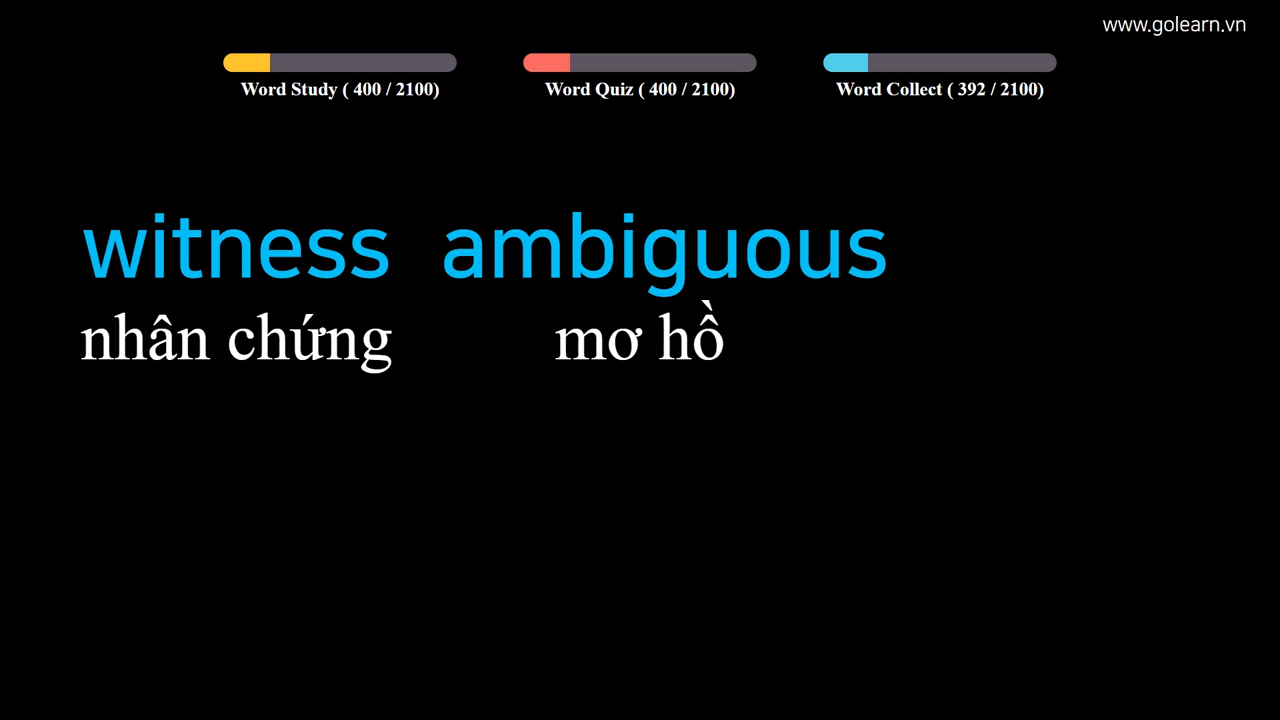 www.golearn.vn
Word Study ( 400 / 2100) Word Quiz ( 400 / 2100) Word Collect ( 392 / 2100)
witness ambiguous
nhân chứng mơ hồ